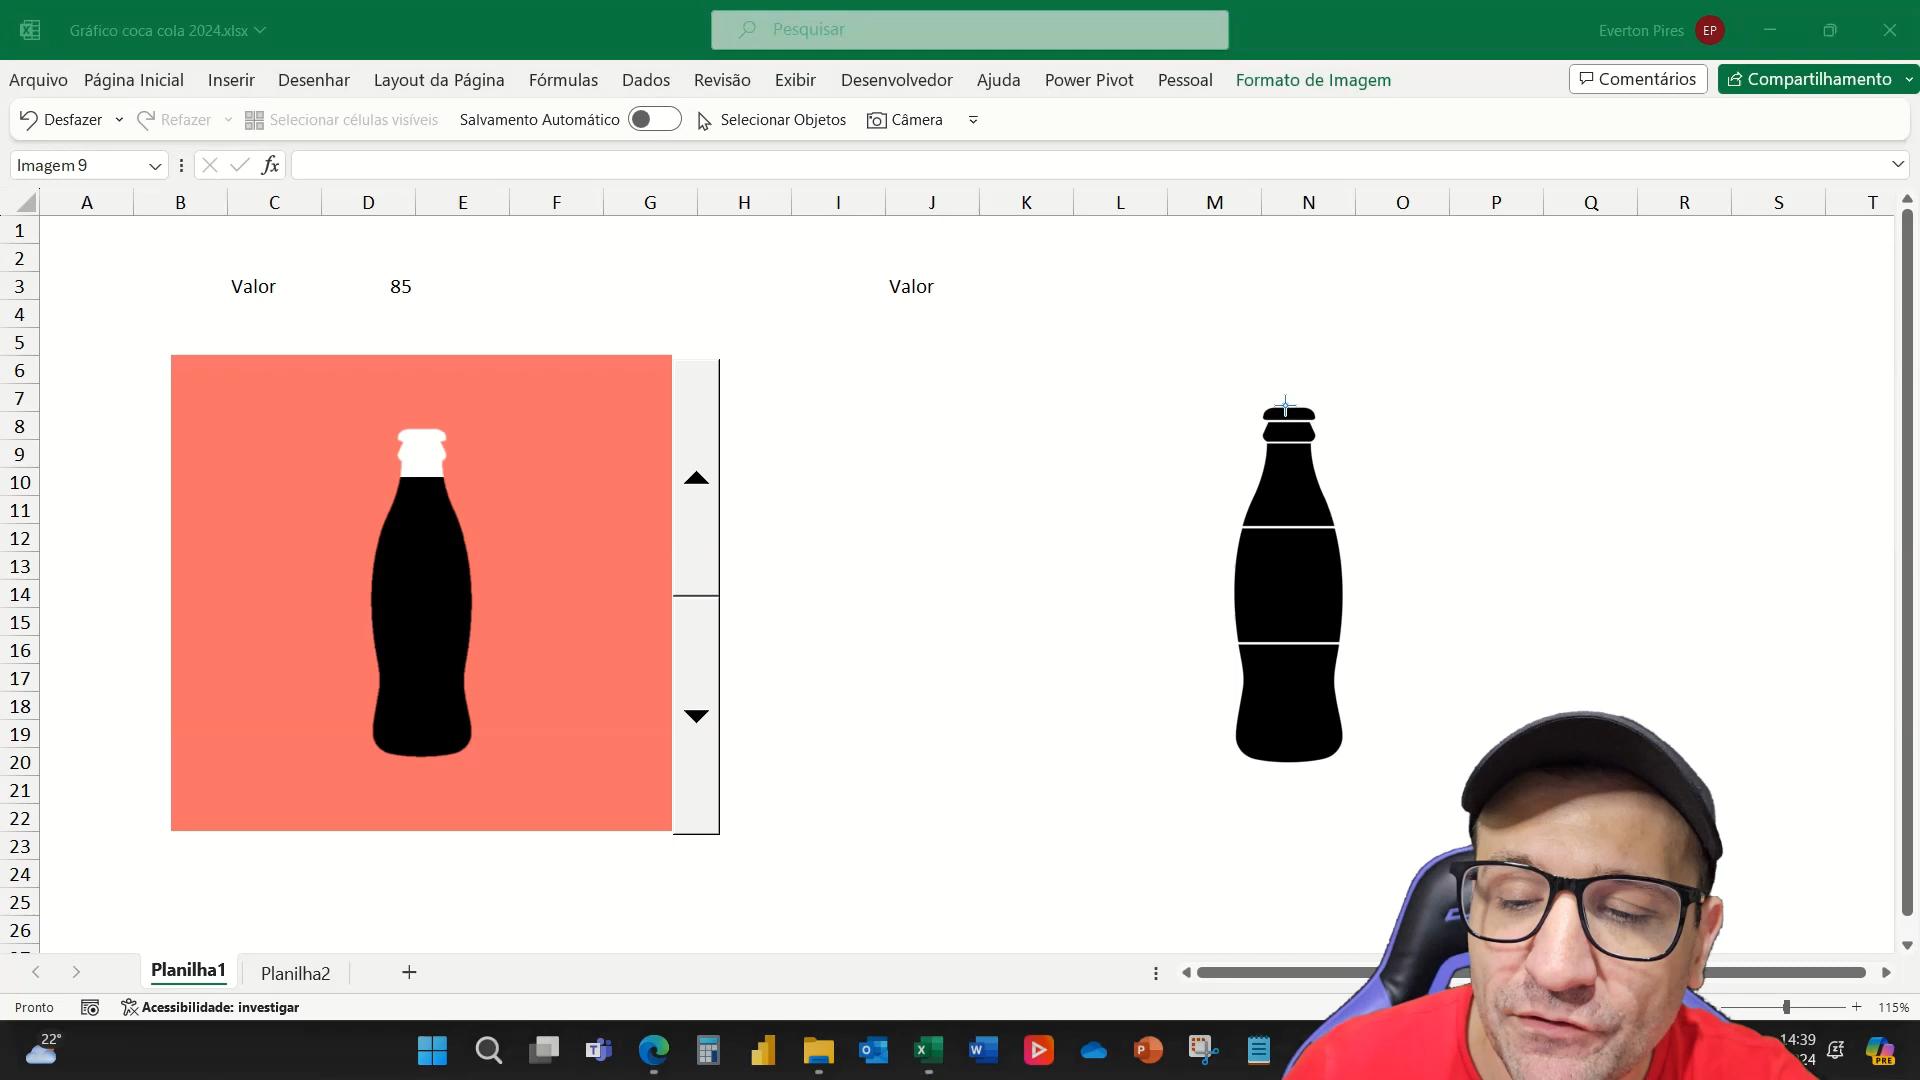 Gráfico coca cola 2024.xlsx
Pesquisar
Everton Pires
EP
Arquivo Página Inicial Inserir Desenhar Layout da Página Fórmulas Dados Revisão Exibir Desenvolvedor Ajuda Power Pivot Pessoal Formato de Imagem Comentários Compartilhamento
Desfazer Refazer Selecionar células visíveis Salvamento Automático Selecionar Objetos Câmera
Imagem 9 fx
A B C D E F G H I J K L M N O P Q R S T
1
2
3 Valor 85 Valor
4
5
6
7
8
9
10
11
12
13
14
15
16
17
18
19
20
21
22
23
24
25
26
Planilha1 Planilha2
Pronto Acessibilidade: investigar 115%
22°
14:39
24
PRE